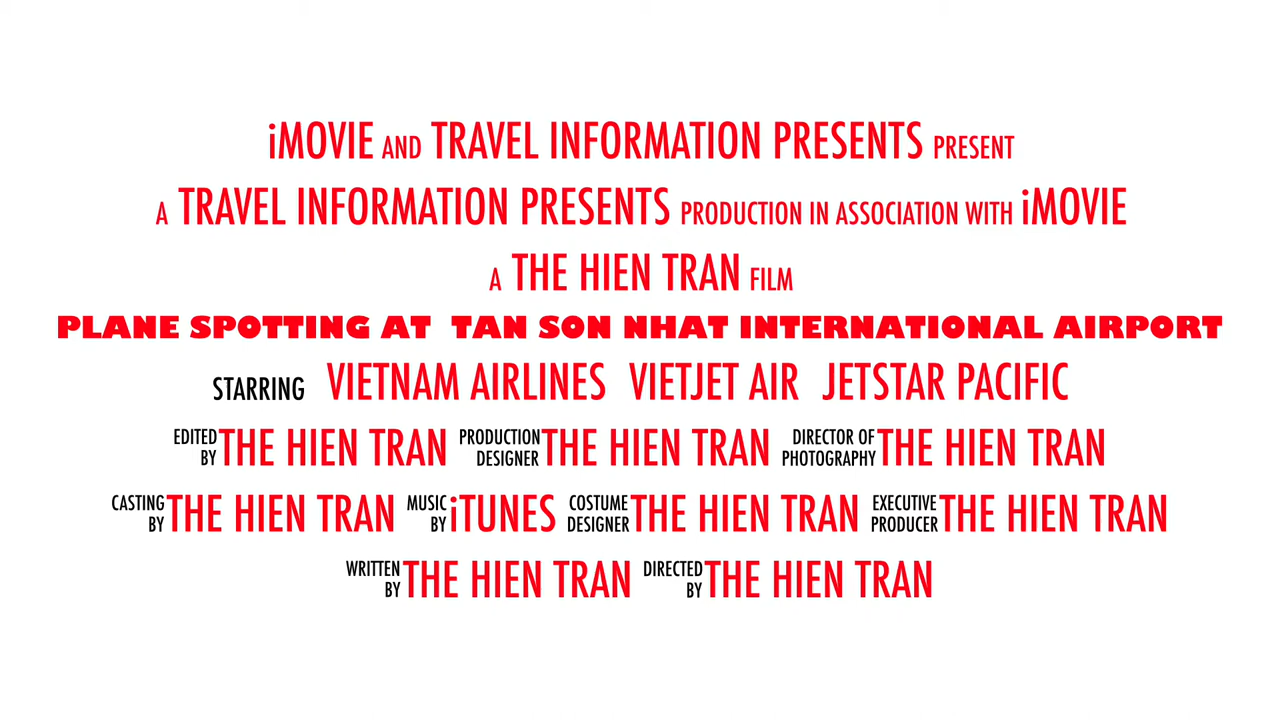 iMOVIE AND TRAVEL INFORMATION PRESENTS PRESENT
A TRAVEL INFORMATION PRESENTS PRODUCTION IN ASSOCIATION WITH iMOVIE
A THE HIEN TRAN FILM
PLANE SPOTTING AT TAN SON NHAT INTERNATIONAL AIRPORT
STARRING VIETNAM AIRLINES VIETJET AIR JETSTAR PACIFIC
EDITED BY THE HIEN TRAN PRODUCTION DESIGNER THE HIEN TRAN DIRECTOR OF PHOTOGRAPHY THE HIEN TRAN
CASTING BY THE HIEN TRAN MUSIC BY iTUNES COSTUME DESIGNER THE HIEN TRAN EXECUTIVE PRODUCER THE HIEN TRAN
WRITTEN BY THE HIEN TRAN DIRECTED BY THE HIEN TRAN